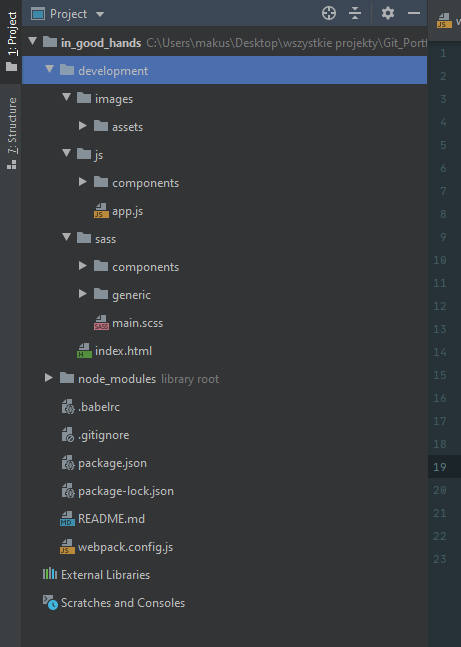 Project
w
1: Project
7: Structure
in_good_hands C:\Users\makus\Desktop\wszystkie projekty\Git_Portf
development
images
assets
js
components
app.js
sass
components
generic
main.scss
index.html
node_modules library root
.babelrc
.gitignore
package.json
package-lock.json
README.md
webpack.config.js
External Libraries
Scratches and Consoles
1
2
3
4
5
6
7
8
9
10
11
12
13
14
15
16
17
18
19
20
21
22
23